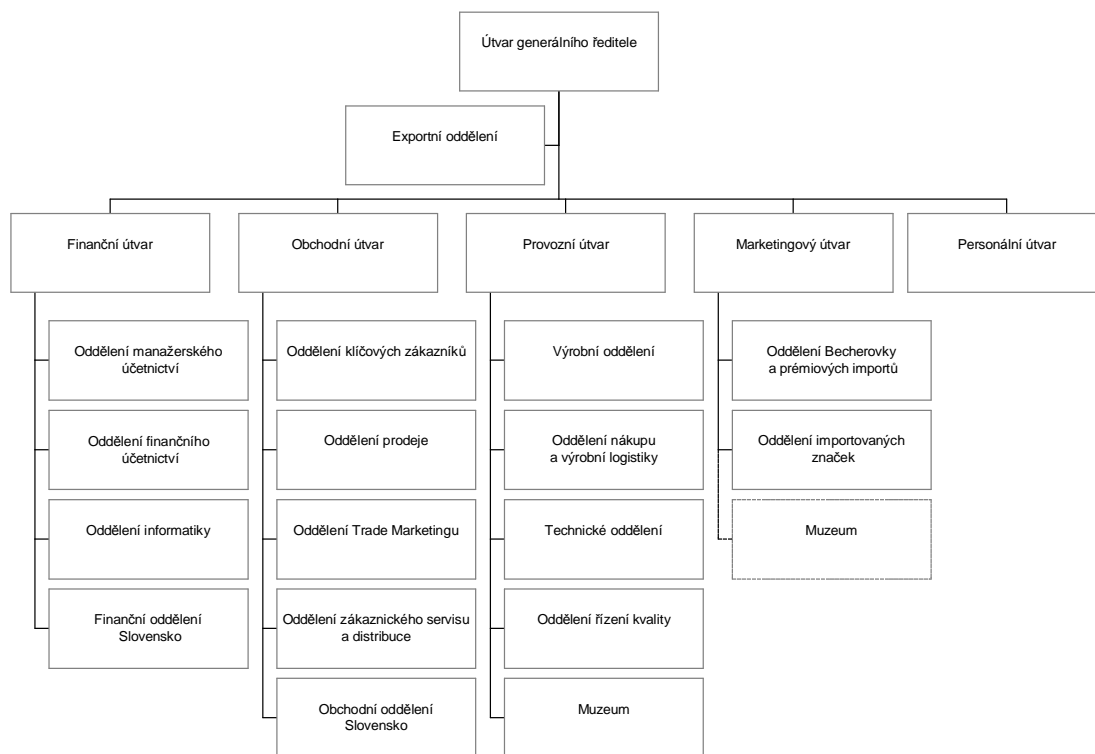 Útvar generálního ředitele
Exportní oddělení
Finanční útvar
Obchodní útvar
Provozní útvar
Marketingový útvar
Personální útvar
Oddělení manažerského
účetnictví
Oddělení klíčových zákazníků
Výrobní oddělení
Oddělení Becherovky
a prémiových importů
Oddělení finančního
účetnictví
Oddělení prodeje
Oddělení nákupu
a výrobní logistiky
Oddělení importovaných
značek
Oddělení informatiky
Oddělení Trade Marketingu
Technické oddělení
Muzeum
Finanční oddělení
Slovensko
Oddělení zákaznického servisu
a distribuce
Oddělení řízení kvality
Obchodní oddělení
Slovensko
Muzeum